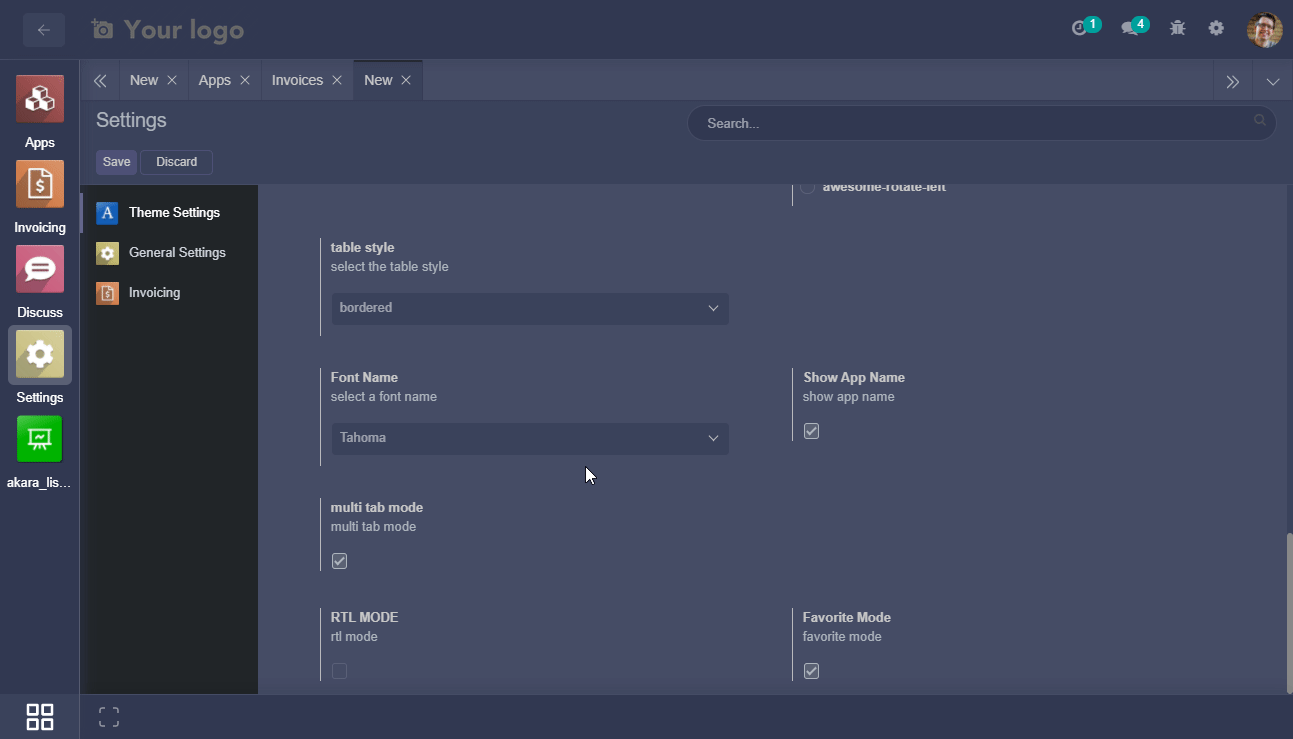 Your logo
1
4
New
Apps
Invoices
New
Settings
Search...
Save
Discard
Apps
Invoicing
Discuss
Settings
akara_lis...
A Theme Settings
General Settings
Invoicing
awesome-rotate-left
table style
select the table style
bordered
Font Name
select a font name
Tahoma
Show App Name
show app name
multi tab mode
multi tab mode
RTL MODE
rtl mode
Favorite Mode
favorite mode